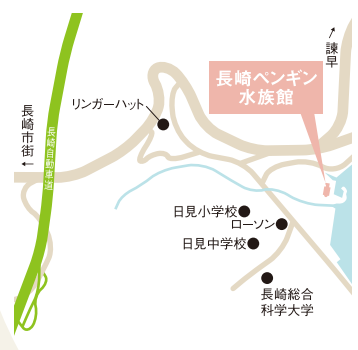 ↑
諫早
長崎ペンギン
水族館
リンガーハット
長崎市街
←
長崎自動車道
日見小学校
ローソン
日見中学校
長崎総合
科学大学